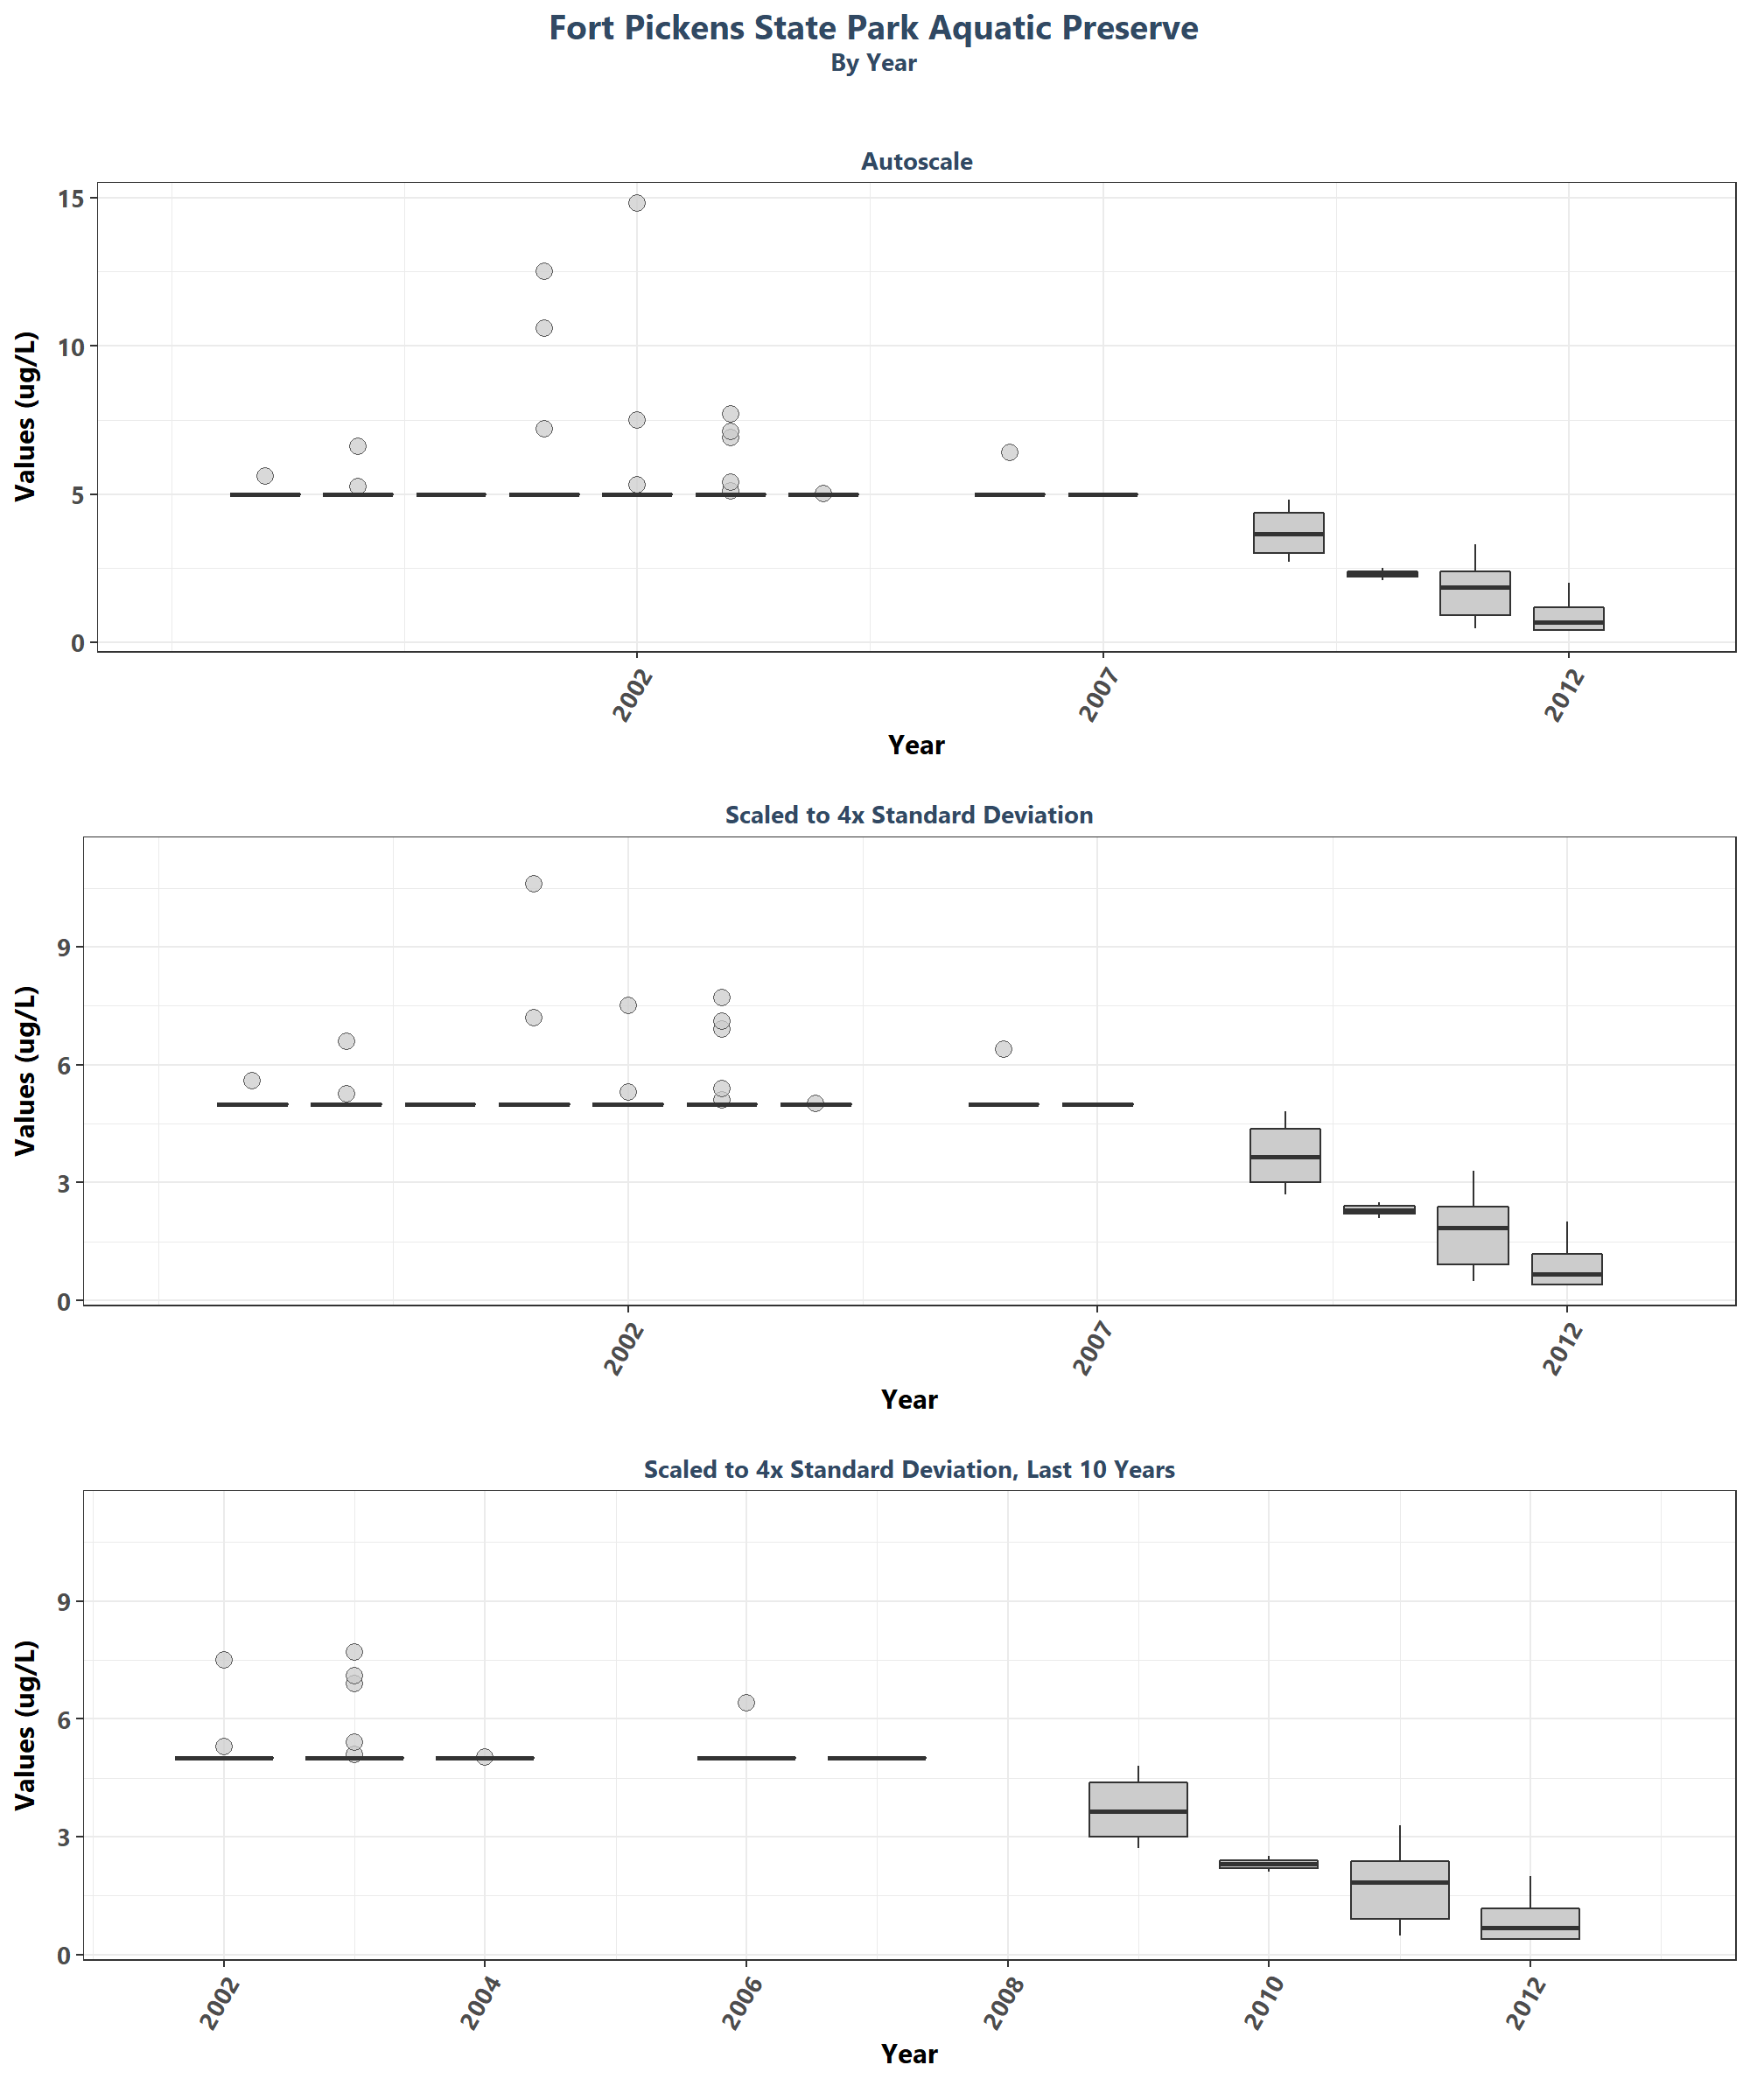 Fort Pickens State Park Aquatic Preserve
By Year
Autoscale
Values (ug/L)
15
10
5
0
2002
2007
2012
Year
Scaled to 4x Standard Deviation
Values (ug/L)
9
6
3
0
2002
2007
2012
Year
Scaled to 4x Standard Deviation, Last 10 Years
Values (ug/L)
9
6
3
0
2002
2004
2006
2008
2010
2012
Year